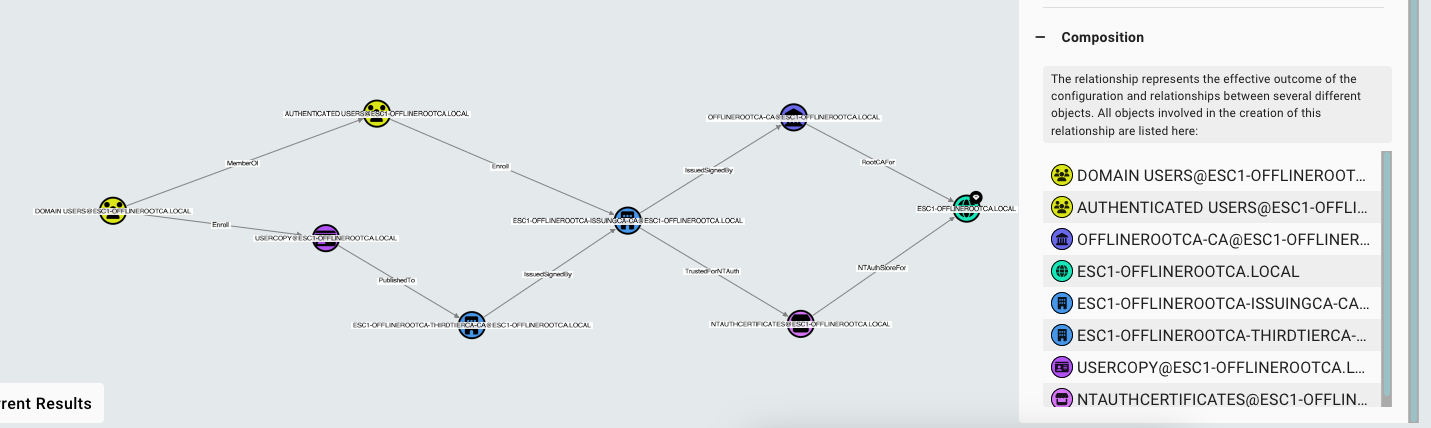 AUTHENTICATED USERS@ESC1-OFFLINEROOTCA.LOCAL
OFFLINEROOTCA-CA@ESC1-OFFLINEROOTCA.LOCAL
MemberOf
Enroll
IssuedSignedBy
RootCAFor
DOMAIN USERS@ESC1-OFFLINEROOTCA.LOCAL
ESC1-OFFLINEROOTCA.LOCAL
Enroll
ESC1-OFFLINEROOTCA-ISSUINGCA-CA@ESC1-OFFLINEROOTCA.LOCAL
USERCOPY@ESC1-OFFLINEROOTCA.LOCAL
PublishedTo
IssuedSignedBy
TrustedForNTAuth
NTAuthStoreFor
ESC1-OFFLINEROOTCA-THIRDTIERCA-CA@ESC1-OFFLINEROOTCA.LOCAL
NTAUTHCERTIFICATES@ESC1-OFFLINEROOTCA.LOCAL
rent Results
Composition
The relationship represents the effective outcome of the
configuration and relationships between several different
objects. All objects involved in the creation of this
relationship are listed here:
DOMAIN USERS@ESC1-OFFLINEROOT...
AUTHENTICATED USERS@ESC1-OFFLI...
OFFLINEROOTCA-CA@ESC1-OFFLINER...
ESC1-OFFLINEROOTCA.LOCAL
ESC1-OFFLINEROOTCA-ISSUINGCA-CA...
ESC1-OFFLINEROOTCA-THIRDTIERCA-...
USERCOPY@ESC1-OFFLINEROOTCA.L...
NTAUTHCERTIFICATES@ESC1-OFFLIN...